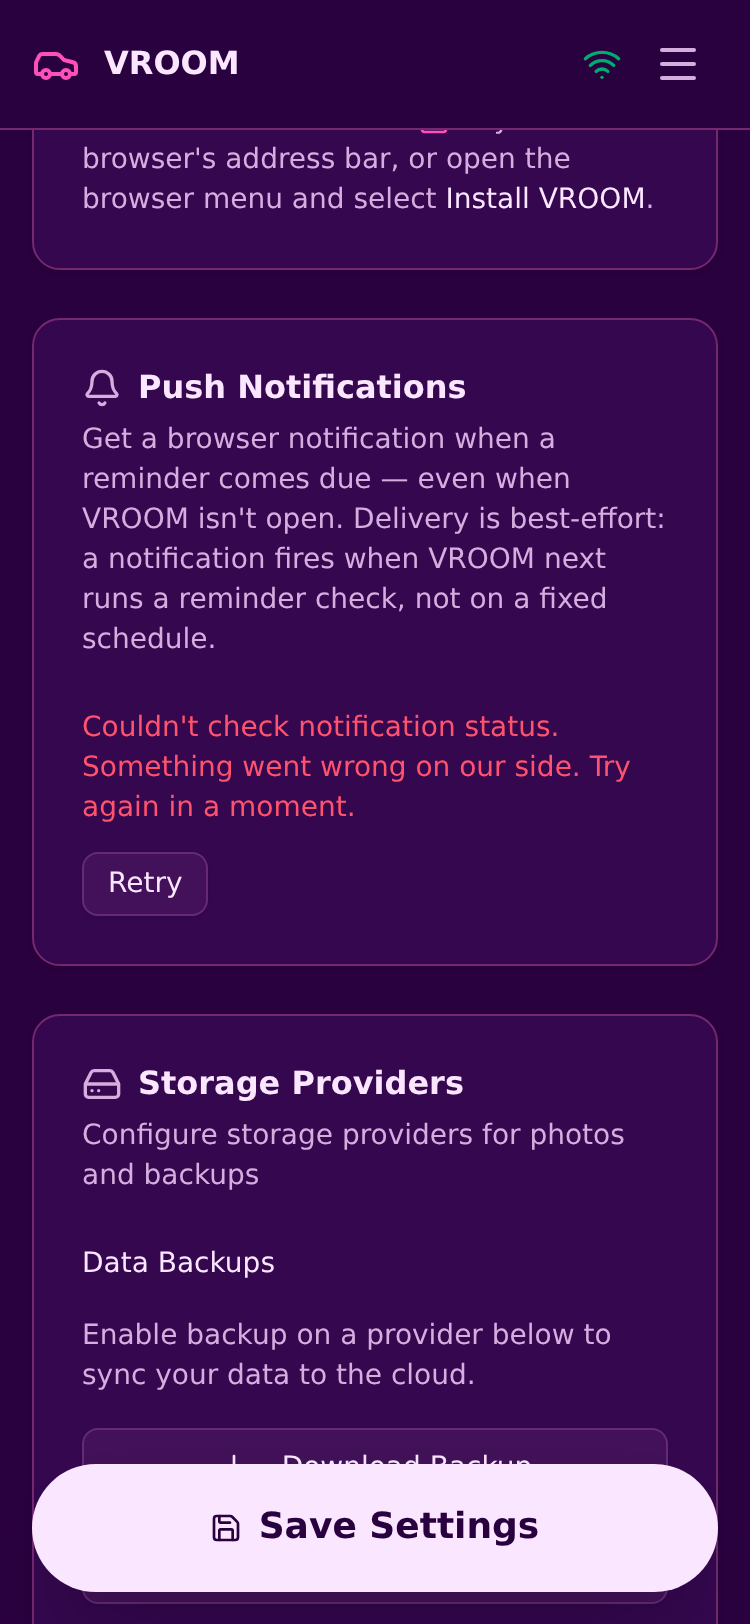 VROOM
browser's address bar, or open the
browser menu and select Install VROOM.
Push Notifications
Get a browser notification when a
reminder comes due — even when
VROOM isn't open. Delivery is best-effort:
a notification fires when VROOM next
runs a reminder check, not on a fixed
schedule.
Couldn't check notification status.
Something went wrong on our side. Try
again in a moment.
Retry
Storage Providers
Configure storage providers for photos
and backups
Data Backups
Enable backup on a provider below to
sync your data to the cloud.
Download Backup
Save Settings